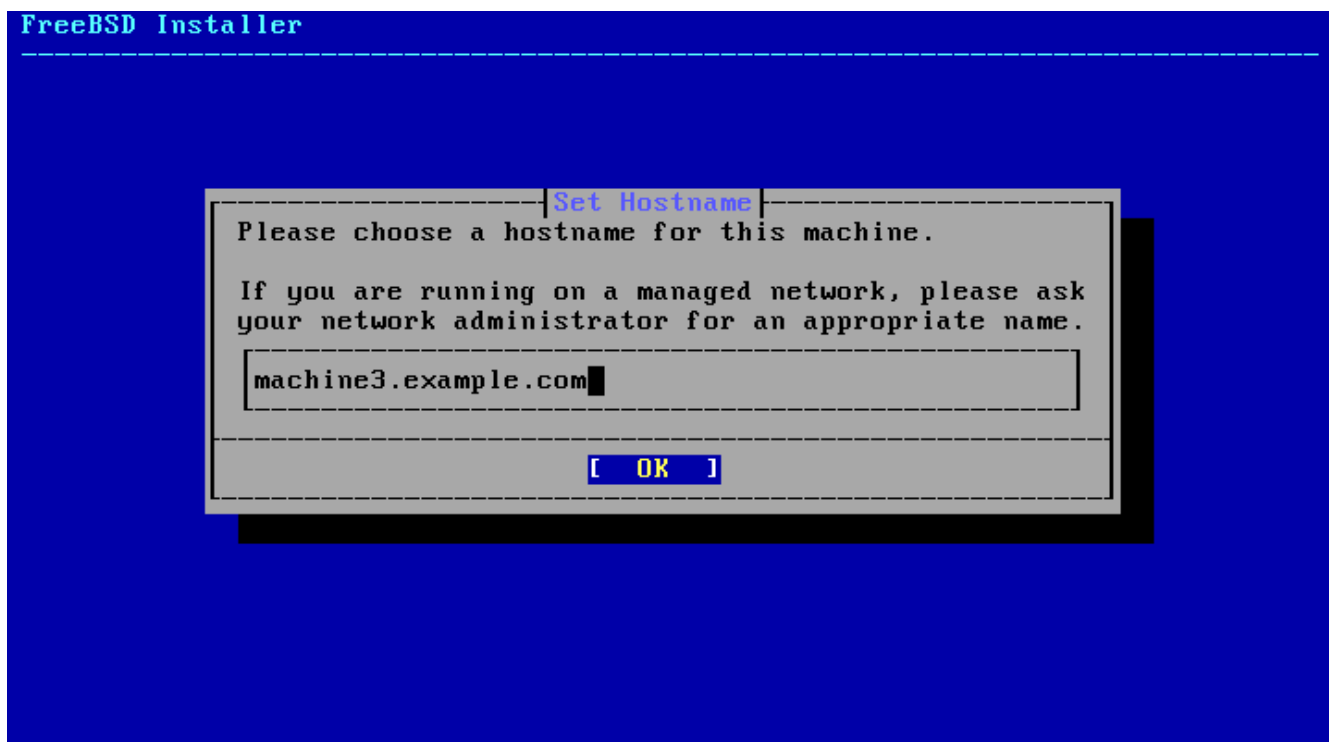 FreeBSD Installer
Set Hostname
Please choose a hostname for this machine.
If you are running on a managed network, please ask
your network administrator for an appropriate name.
machine3.example.com
[ OK ]